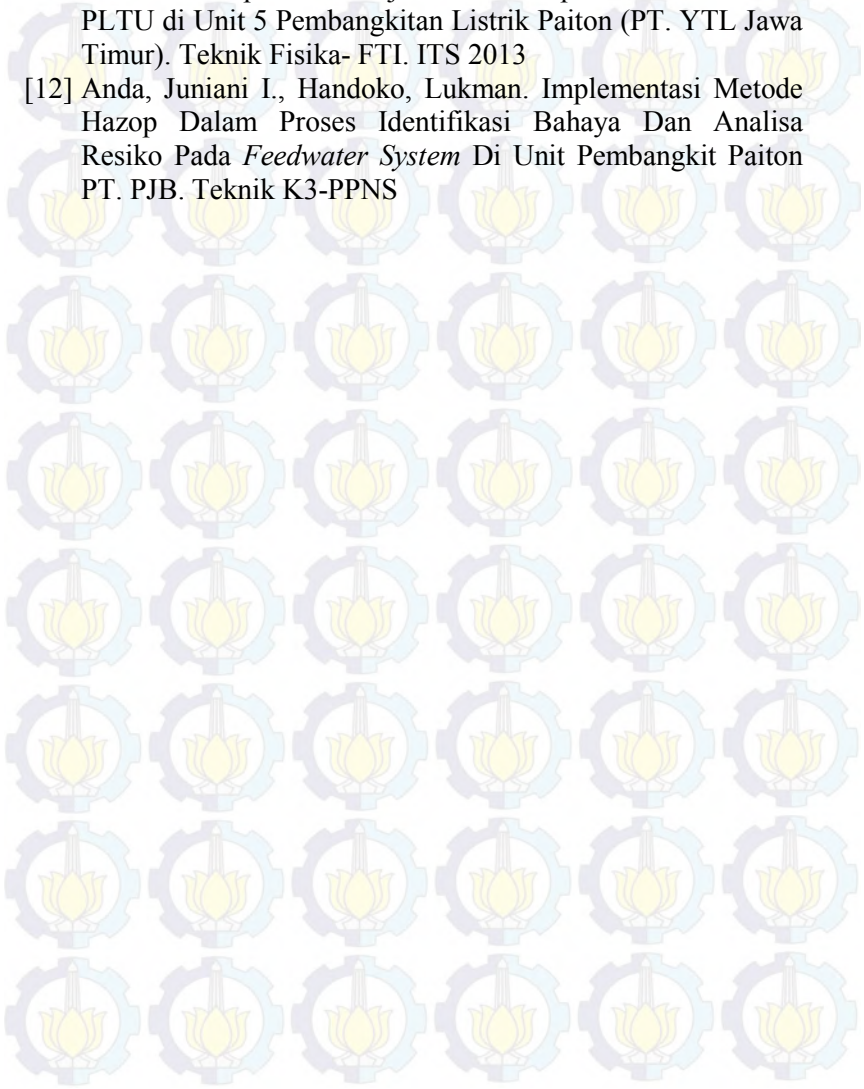 PLTU di Unit 5 Pembangkitan Listrik Paiton (PT. YTL Jawa
Timur). Teknik Fisika- FTI. ITS 2013
[12] Anda, Juniani I., Handoko, Lukman. Implementasi Metode
Hazop Dalam Proses Identifikasi Bahaya Dan Analisa
Resiko Pada Feedwater System Di Unit Pembangkit Paiton
PT. PJB. Teknik K3-PPNS